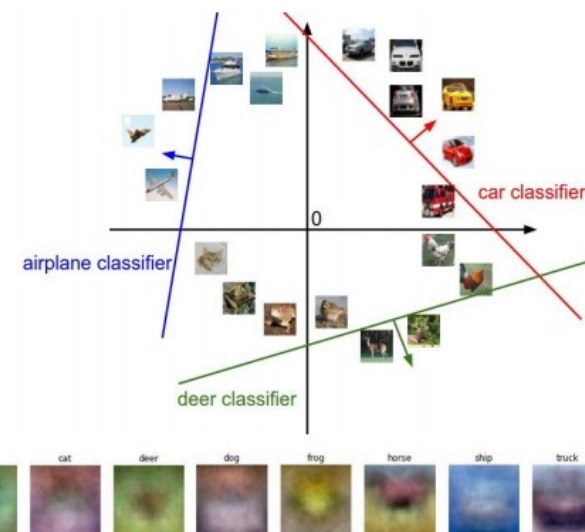 0
car classifier
airplane classifier
deer classifier
cat deer dog frog horse ship truck